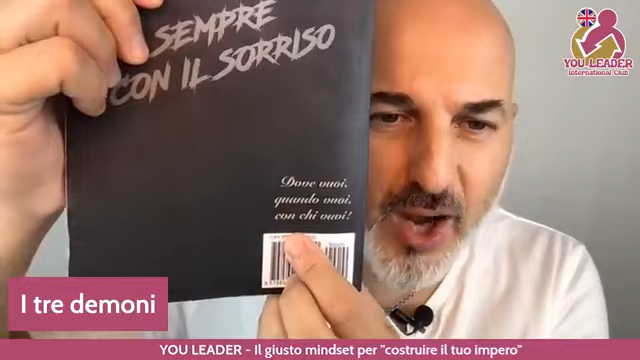 SEMPRE
CON IL SORRISO
Dove vuoi,
quando vuoi,
con chi vuoi!
YOU LEADER
International Club
I tre demoni
YOU LEADER - Il giusto mindset per "costruire il tuo impero"